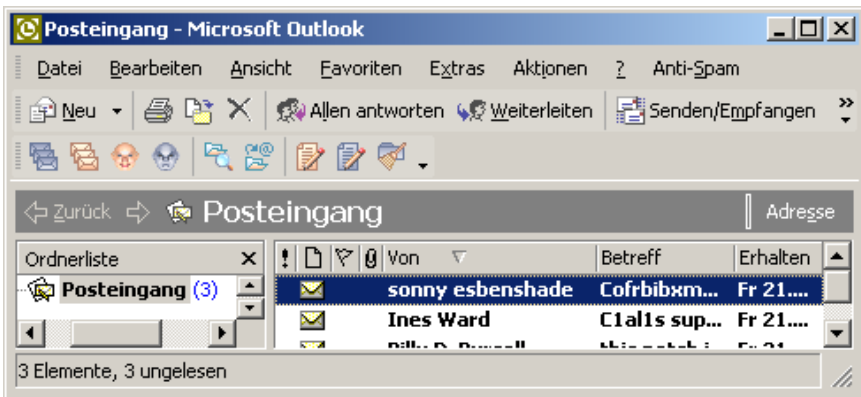 Posteingang - Microsoft Outlook
Datei Bearbeiten Ansicht Favoriten Extras Aktionen ? Anti-Spam
Neu Allen antworten Weiterleiten Senden/Empfangen
Zurück Posteingang Adresse
Ordnerliste Von Betreff Erhalten
Posteingang (3) sonny esbenshade Cofrbibxm... Fr 21....
Ines Ward C1al1s sup... Fr 21....
3 Elemente, 3 ungelesen